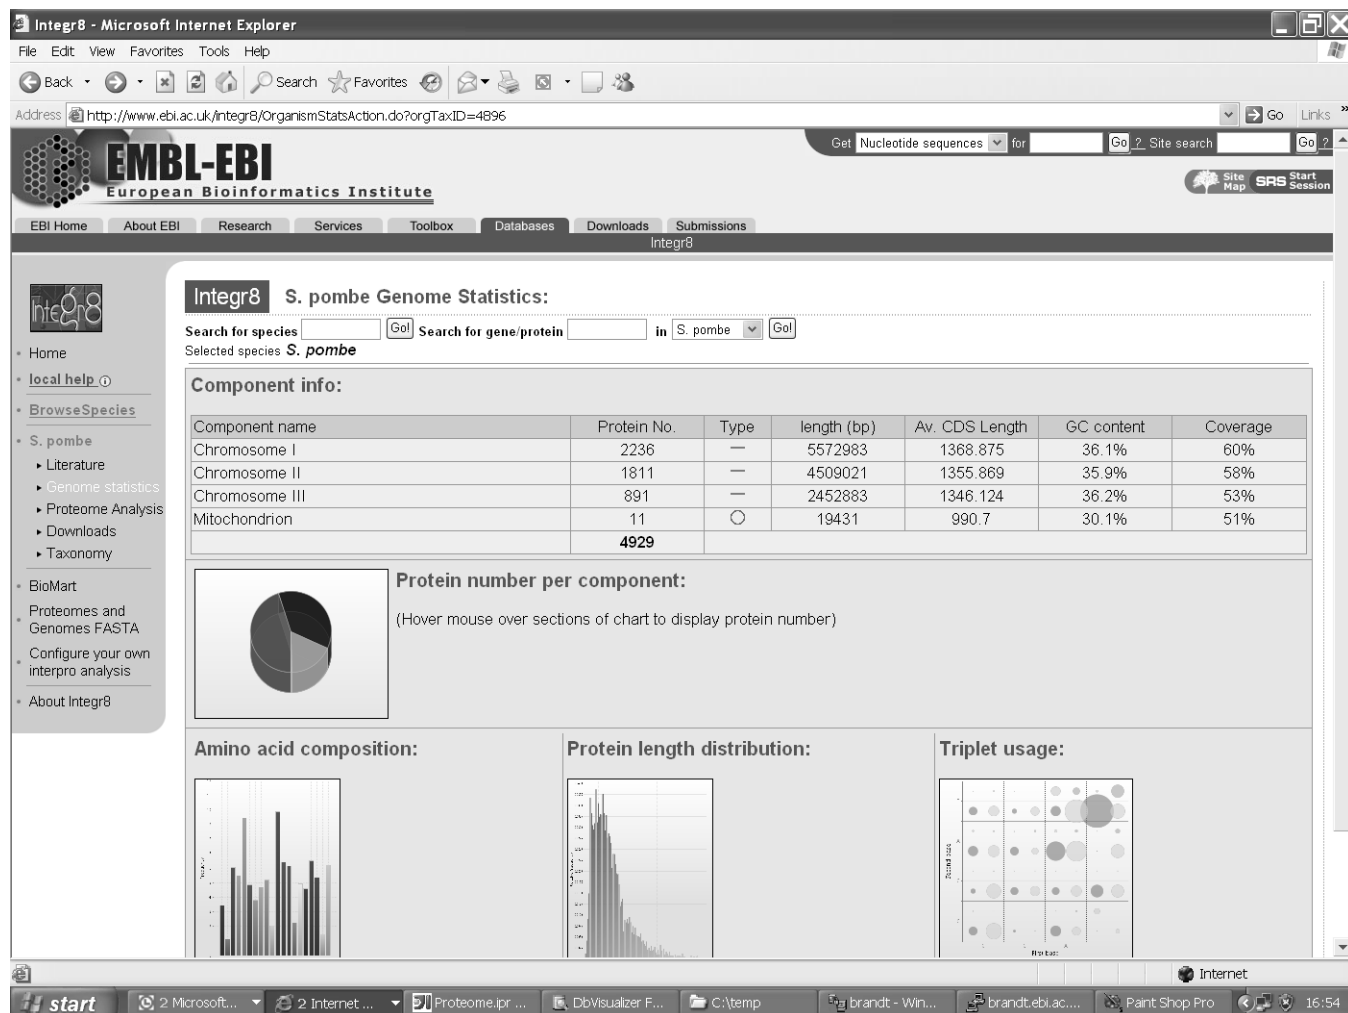 Integr8 - Microsoft Internet Explorer
File Edit View Favorites Tools Help
Back Search Favorites
Address http://www.ebi.ac.uk/integr8/OrganismStatsAction.do?orgTaxID=4896 Go Links »
Get Nucleotide sequences for Go ? Site search Go ?
EMBL-EBI
European Bioinformatics Institute
Site Map SRS Start Session
EBI Home About EBI Research Services Toolbox Databases Downloads Submissions
Integr8
Integr8
Integr8 S. pombe Genome Statistics:
Search for species Go! Search for gene/protein in S. pombe Go!
Selected species S. pombe
Home
local help
BrowseSpecies
S. pombe
Literature
Genome statistics
Proteome Analysis
Downloads
Taxonomy
BioMart
Proteomes and
Genomes FASTA
Configure your own
interpro analysis
About Integr8
Component info:
Component name Protein No. Type length (bp) Av. CDS Length GC content Coverage
Chromosome I 2236 — 5572983 1368.875 36.1% 60%
Chromosome II 1811 — 4509021 1355.869 35.9% 58%
Chromosome III 891 — 2452883 1346.124 36.2% 53%
Mitochondrion 11 19431 990.7 30.1% 51%
4929
Protein number per component:
(Hover mouse over sections of chart to display protein number)
Amino acid composition: Protein length distribution: Triplet usage:
Second base
First base
Internet
start 2 Microsoft... 2 Internet ... Proteome.ipr ... DbVisualizer F... C:\temp brandt - Win... brandt.ebi.ac.... Paint Shop Pro 16:54